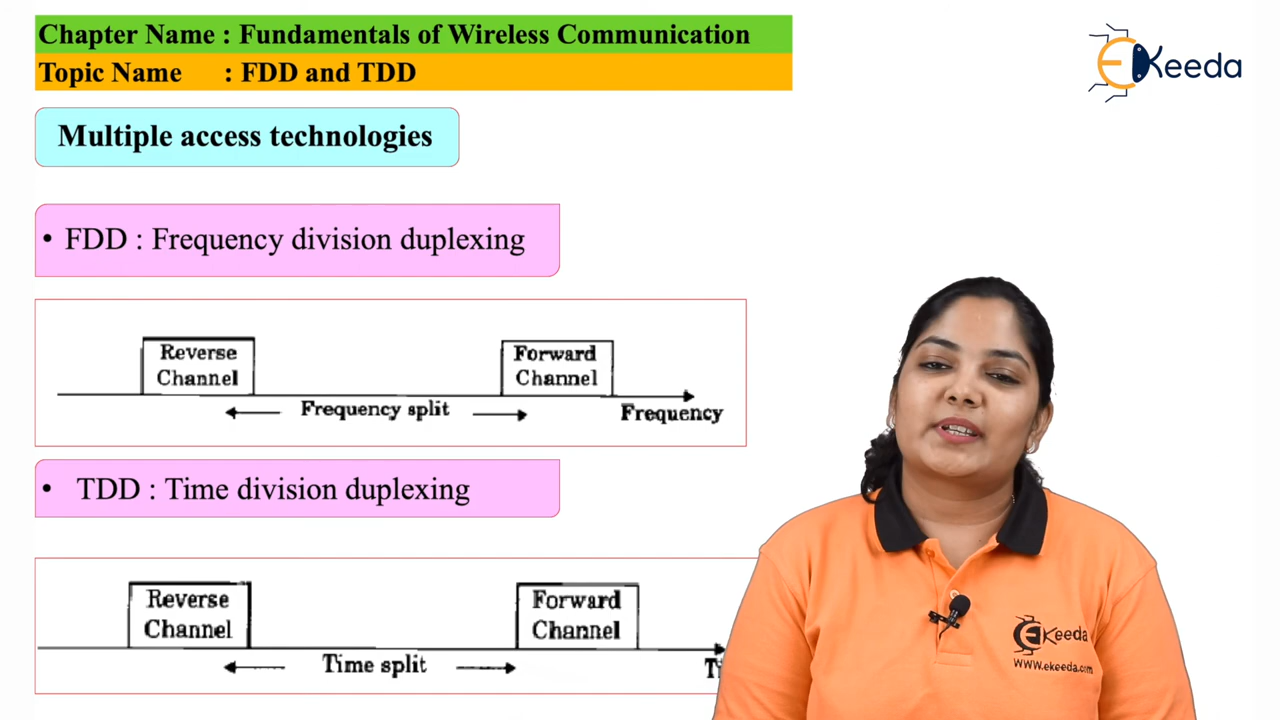 Chapter Name : Fundamentals of Wireless Communication
Topic Name : FDD and TDD
EKeeda
Multiple access technologies
• FDD : Frequency division duplexing
Reverse
Channel
Forward
Channel
Frequency split
Frequency
• TDD : Time division duplexing
Reverse
Channel
Forward
Channel
Time split
EKeeda
WWW.ekeeda.com